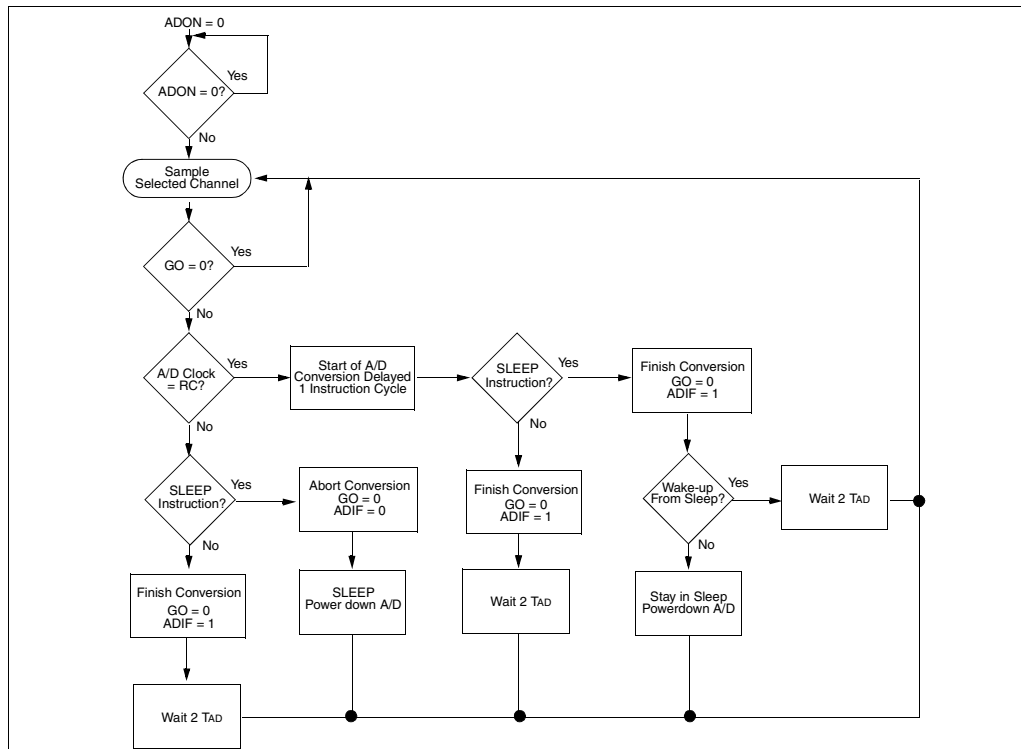 ADON = 0
Yes
ADON = 0?
No
Sample
Selected Channel
Yes
GO = 0?
No
A/D Clock
= RC?
Yes
Start of A/D
Conversion Delayed
1 Instruction Cycle
SLEEP
Instruction?
Yes
Finish Conversion
GO = 0
ADIF = 1
No
No
SLEEP
Instruction?
Yes
Abort Conversion
GO = 0
ADIF = 0
Finish Conversion
GO = 0
ADIF = 1
Wake-up
From Sleep?
Yes
Wait 2 TAD
No
No
Finish Conversion
GO = 0
ADIF = 1
SLEEP
Power down A/D
Wait 2 TAD
Stay in Sleep
Powerdown A/D
Wait 2 TAD